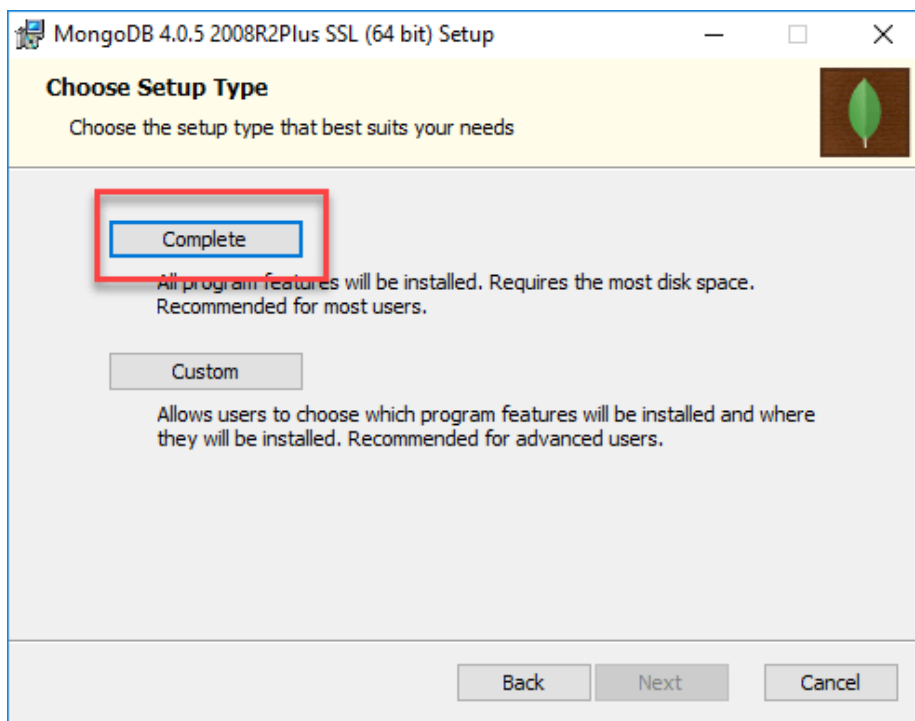 MongoDB 4.0.5 2008R2Plus SSL (64 bit) Setup
Choose Setup Type
Choose the setup type that best suits your needs
Complete
All program features will be installed. Requires the most disk space.
Recommended for most users.
Custom
Allows users to choose which program features will be installed and where
they will be installed. Recommended for advanced users.
Back Next Cancel